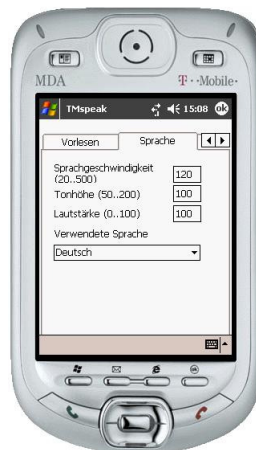 MDA
T··Mobile·
TMspeak
15:08
ok
Vorlesen
Sprache
Sprachgeschwindigkeit
(20..500)
120
Tonhöhe (50..200)
100
Lautstärke (0..100)
100
Verwendete Sprache
Deutsch